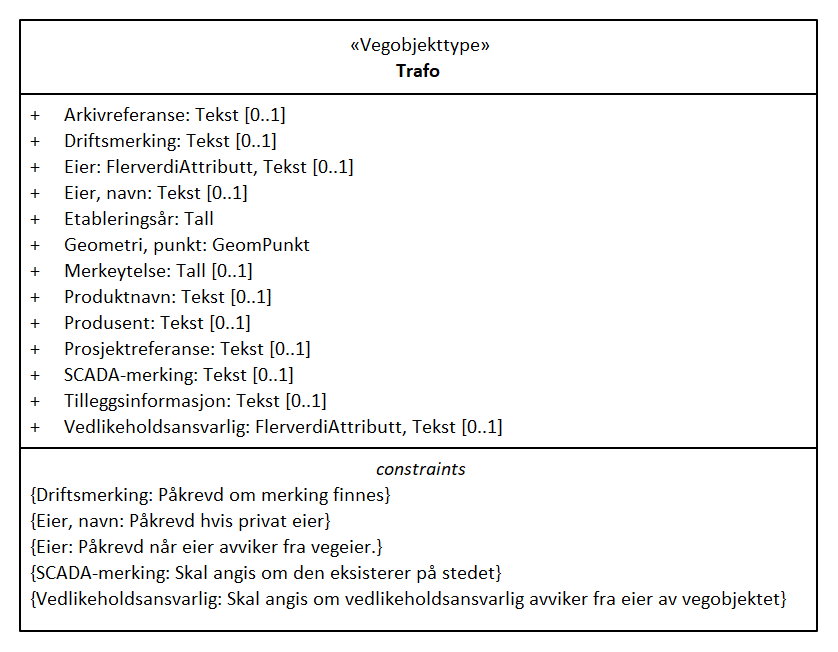 «Vegobjekttype»
Trafo
+ Arkivreferanse: Tekst [0..1]
+ Driftsmerking: Tekst [0..1]
+ Eier: FlerverdiAttributt, Tekst [0..1]
+ Eier, navn: Tekst [0..1]
+ Etableringsår: Tall
+ Geometri, punkt: GeomPunkt
+ Merkeytelse: Tall [0..1]
+ Produktnavn: Tekst [0..1]
+ Produsent: Tekst [0..1]
+ Prosjektreferanse: Tekst [0..1]
+ SCADA-merking: Tekst [0..1]
+ Tilleggsinformasjon: Tekst [0..1]
+ Vedlikeholdsansvarlig: FlerverdiAttributt, Tekst [0..1]
constraints
{Driftsmerking: Påkrevd om merking finnes}
{Eier, navn: Påkrevd hvis privat eier}
{Eier: Påkrevd når eier avviker fra vegeier.}
{SCADA-merking: Skal angis om den eksisterer på stedet}
{Vedlikeholdsansvarlig: Skal angis om vedlikeholdsansvarlig avviker fra eier av vegobjektet}